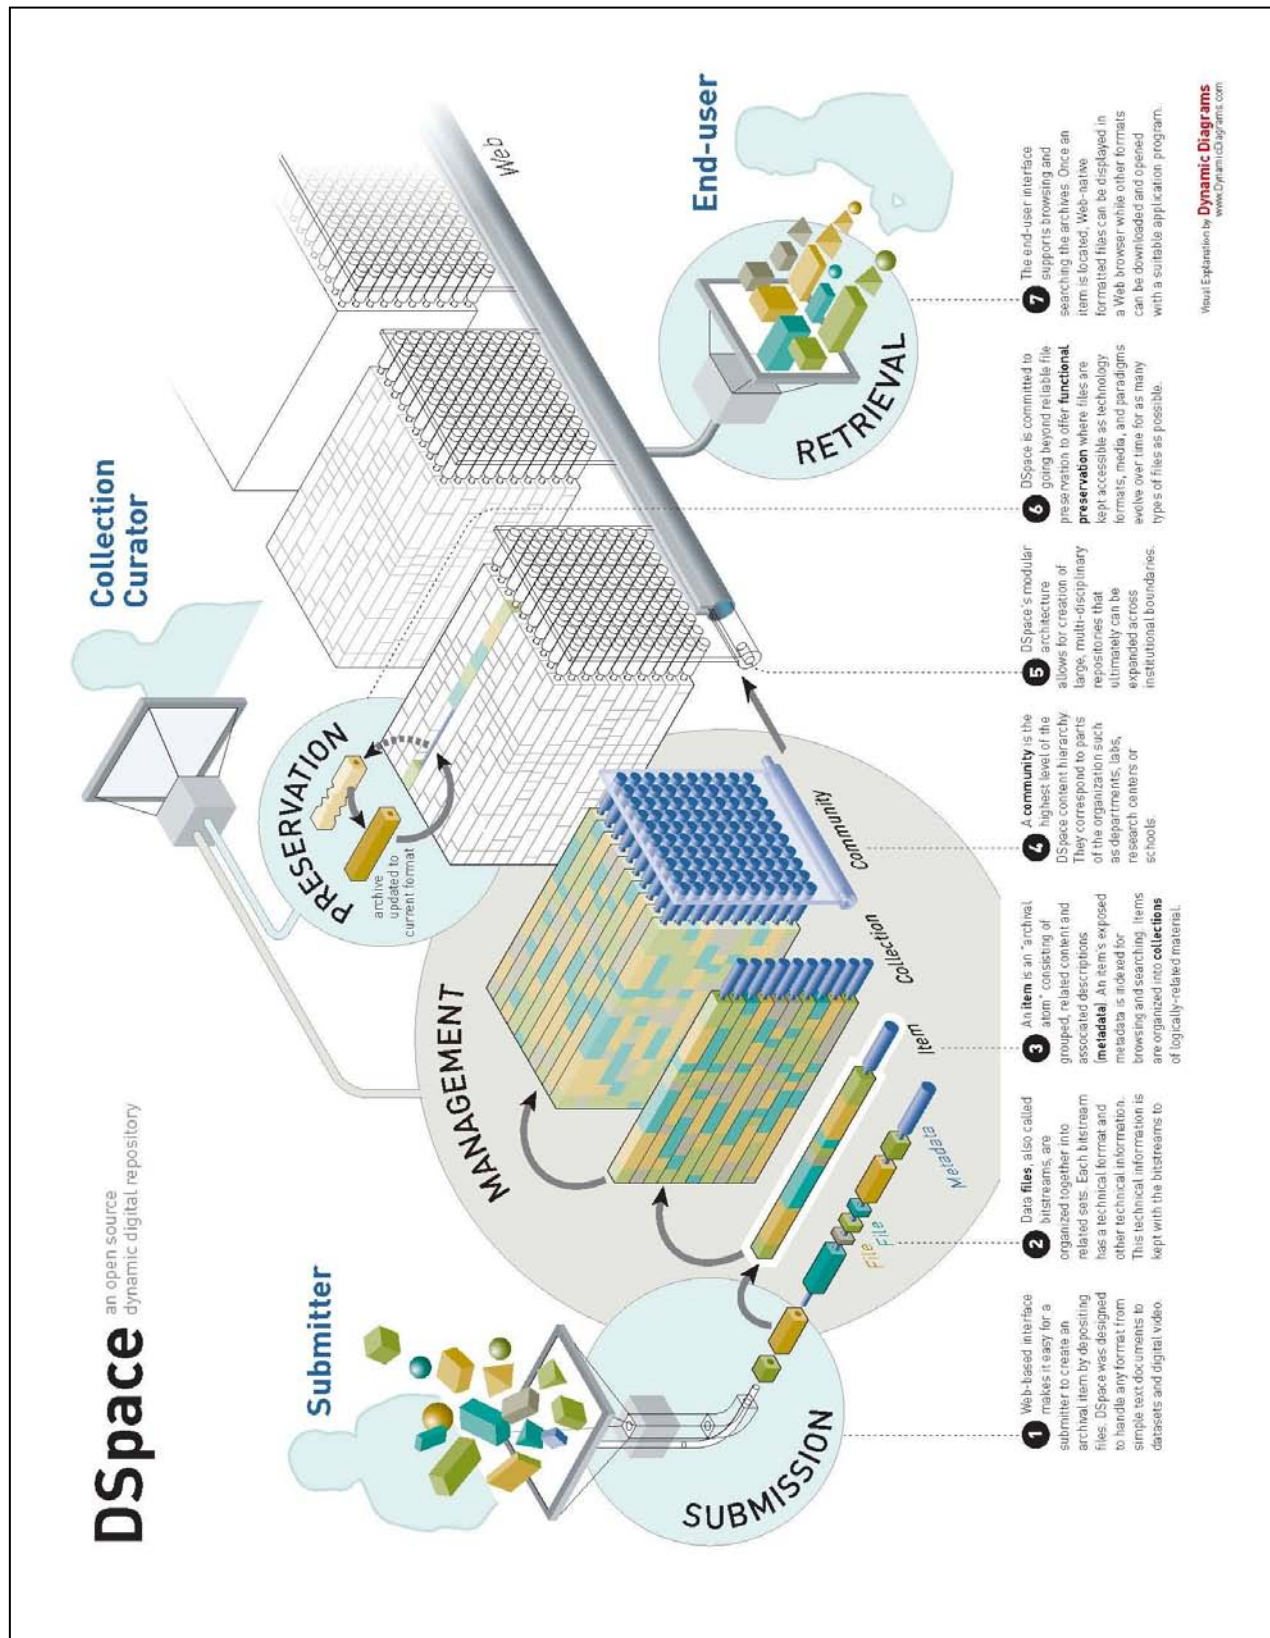 DSpace
an open source
dynamic digital repository
Submitter
Collection
Curator
End-user
SUBMISSION
MANAGEMENT
PRESERVATION
archive
updated to
current format
RETRIEVAL
File
File
Metadata
Item
Collection
Community
Web
1 Web-based interface
makes it easy for a
submitter to create an
archival item by depositing
files. DSpace was designed
to handle any format from
simple text documents to
datasets and digital video.
2 Data files, also called
bitstreams, are
organized together into
related sets. Each bitstream
has a technical format and
other technical information.
This technical information is
kept with the bitstreams to
3 An item is an "archival
atom" consisting of
grouped, related content and
associated descriptions
(metadata). An item's exposed
metadata is indexed for
browsing and searching. Items
are organized into collections
of logically-related material.
4 A community is the
highest level of the
DSpace content hierarchy.
They correspond to parts
of the organization such
as departments, labs,
research centers or
schools.
5 DSpace's modular
architecture
allows for creation of
large, multi-disciplinary
repositories that
ultimately can be
expanded across
institutional boundaries.
6 DSpace is committed to
going beyond reliable file
preservation to offer functional
preservation where files are
kept accessible as technology
formats, media, and paradigms
evolve over time for as many
types of files as possible.
7 The end-user interface
supports browsing and
searching the archives. Once an
item is located, Web-native
formatted files can be displayed in
a Web browser while other formats
can be downloaded and opened
with a suitable application program.
Visual Explanation by Dynamic Diagrams
www.DynamicDiagrams.com